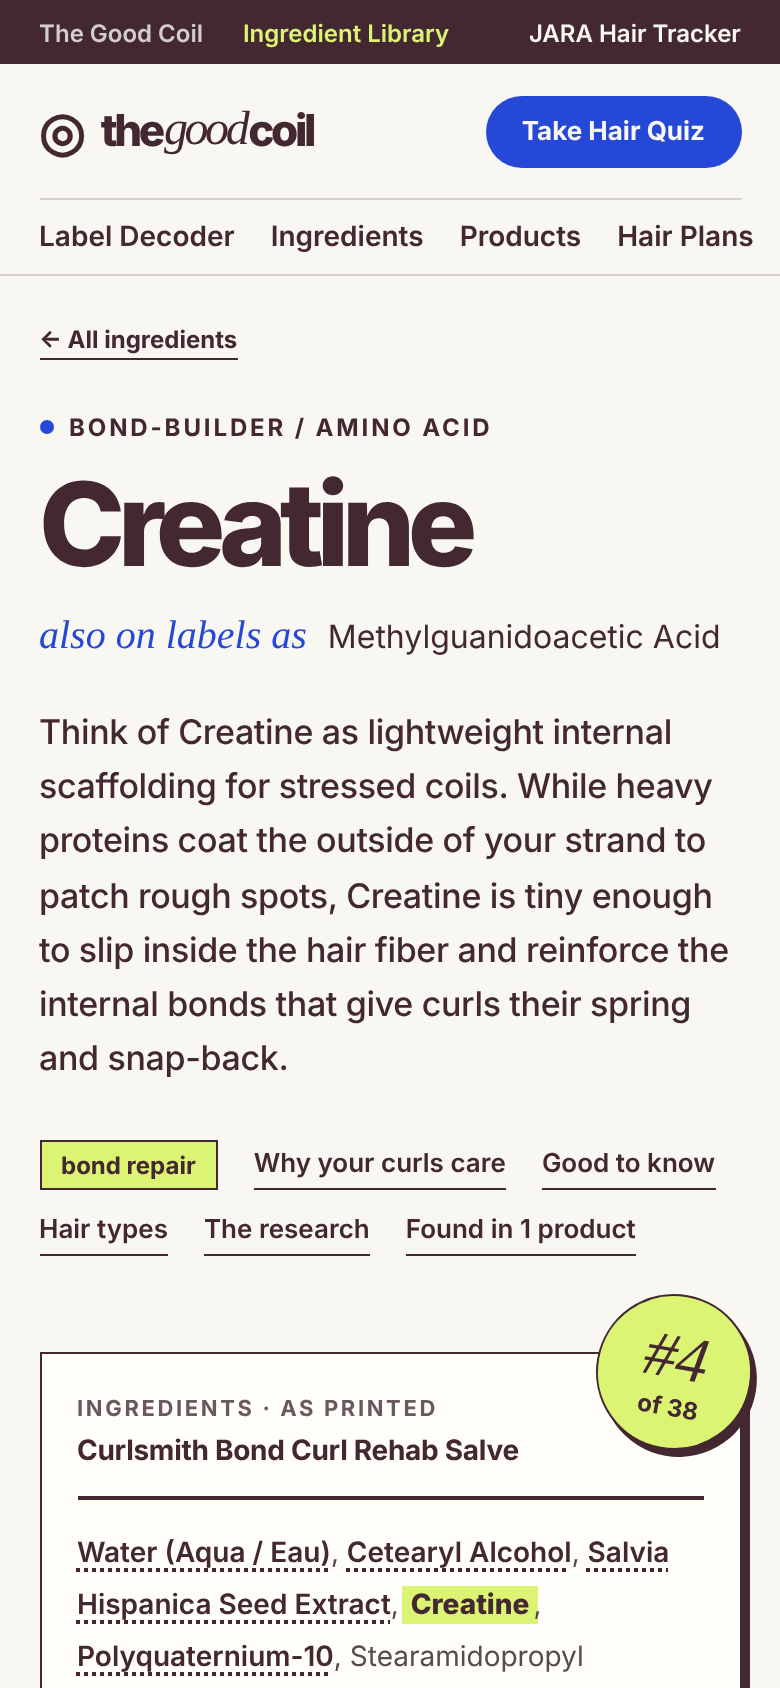 The Good Coil Ingredient Library JARA Hair Tracker
thegoodcoil Take Hair Quiz
Label Decoder Ingredients Products Hair Plans
← All ingredients
BOND-BUILDER / AMINO ACID
Creatine
also on labels as Methylguanidoacetic Acid
Think of Creatine as lightweight internal
scaffolding for stressed coils. While heavy
proteins coat the outside of your strand to
patch rough spots, Creatine is tiny enough
to slip inside the hair fiber and reinforce the
internal bonds that give curls their spring
and snap-back.
bond repair Why your curls care Good to know
Hair types The research Found in 1 product
#4
of 38
INGREDIENTS · AS PRINTED
Curlsmith Bond Curl Rehab Salve
Water (Aqua / Eau), Cetearyl Alcohol, Salvia
Hispanica Seed Extract, Creatine,
Polyquaternium-10, Stearamidopropyl